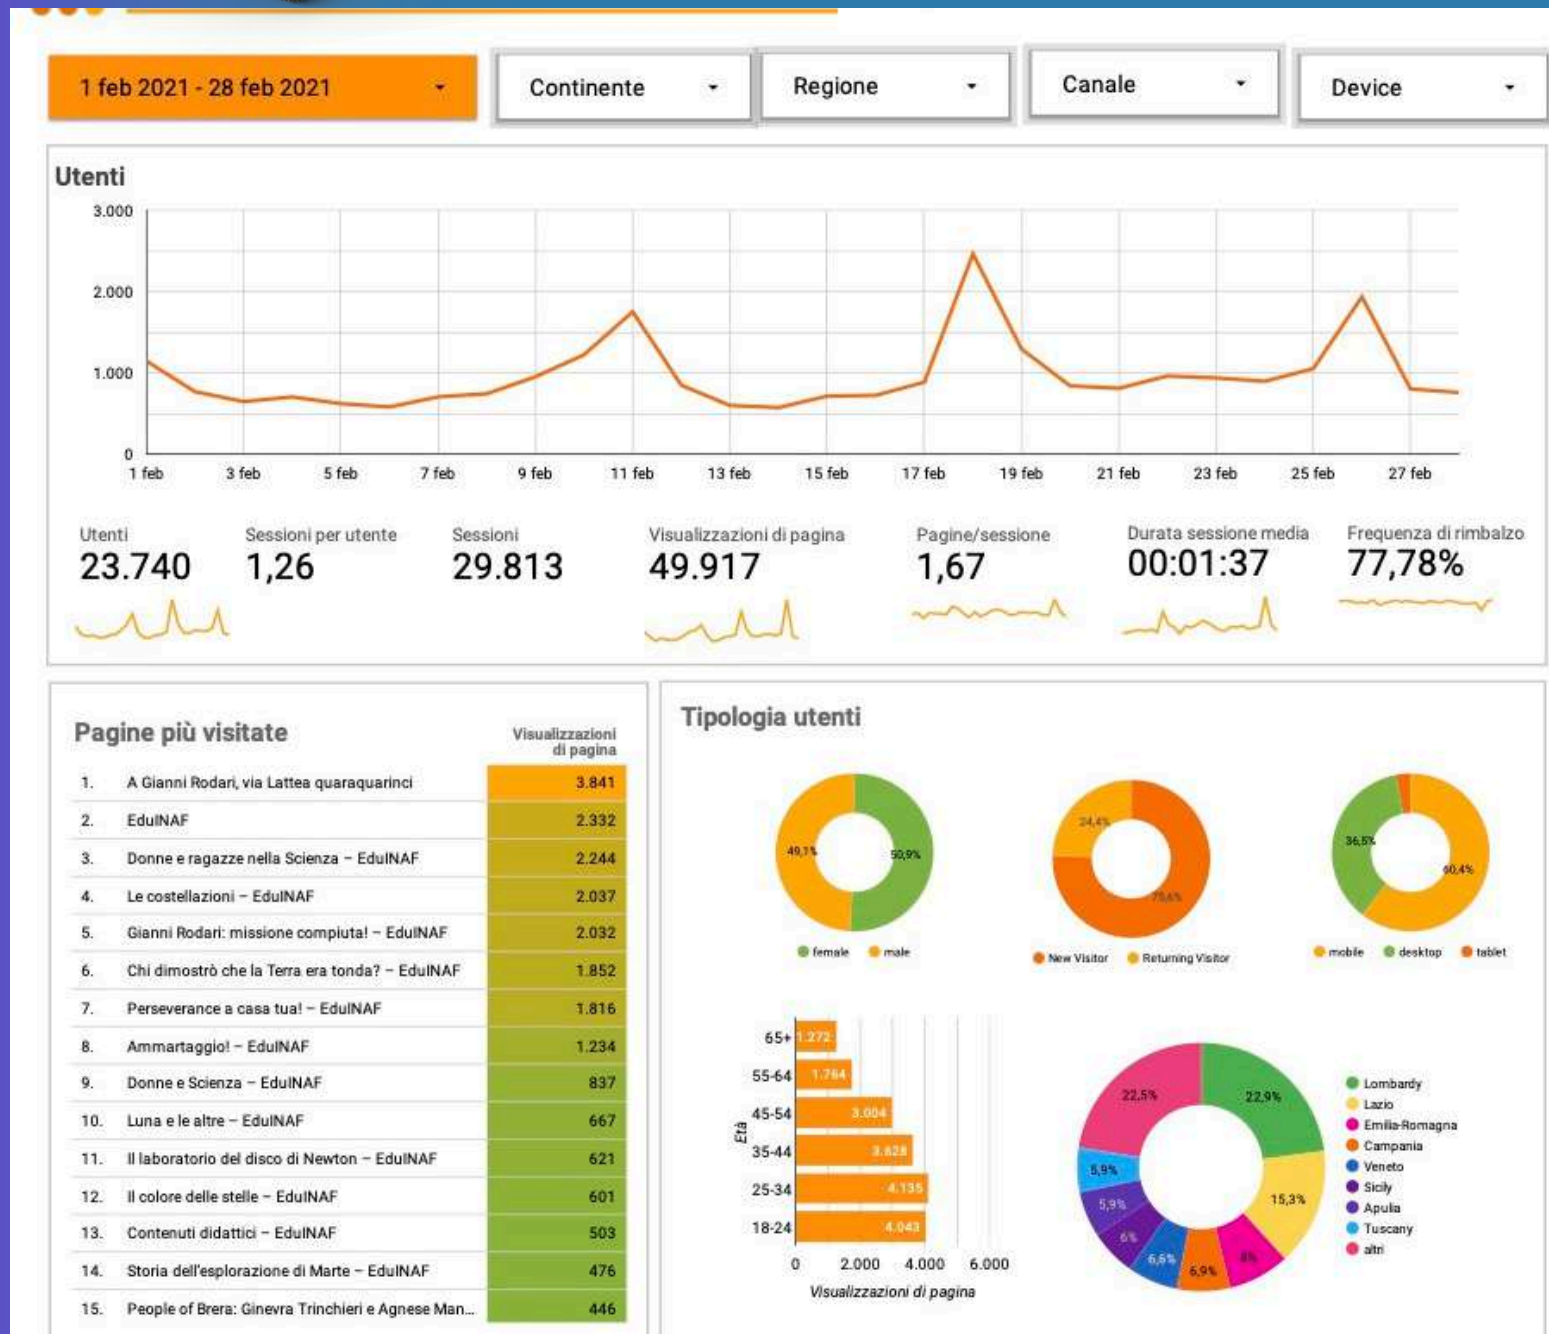 1 feb 2021 - 28 feb 2021
Continente
Regione
Canale
Device
Utenti
3.000
2.000
1.000
0
1 feb
3 feb
5 feb
7 feb
9 feb
11 feb
13 feb
15 feb
17 feb
19 feb
21 feb
23 feb
25 feb
27 feb
Utenti
23.740
Sessioni per utente
1,26
Sessioni
29.813
Visualizzazioni di pagina
49.917
Pagine/sessione
1,67
Durata sessione media
00:01:37
Frequenza di rimbalzo
77,78%
Pagine più visitate
Visualizzazioni
di pagina
1. A Gianni Rodari, via Lattea quaraquarinci 3.841
2. EduINAF 2.332
3. Donne e ragazze nella Scienza – EduINAF 2.244
4. Le costellazioni – EduINAF 2.037
5. Gianni Rodari: missione compiuta! – EduINAF 2.032
6. Chi dimostrò che la Terra era tonda? – EduINAF 1.852
7. Perseverance a casa tua! – EduINAF 1.816
8. Ammartaggio! – EduINAF 1.234
9. Donne e Scienza – EduINAF 837
10. Luna e le altre – EduINAF 667
11. Il laboratorio del disco di Newton – EduINAF 621
12. Il colore delle stelle – EduINAF 601
13. Contenuti didattici – EduINAF 503
14. Storia dell'esplorazione di Marte – EduINAF 476
15. People of Brera: Ginevra Trinchieri e Agnese Man... 446
Tipologia utenti
49,1%
50,9%
female
male
24,4%
75,6%
New Visitor
Returning Visitor
36,5%
60,4%
mobile
desktop
tablet
Età
65+ 1.272
55-64 1.764
45-54 3.004
35-44 3.628
25-34 4.135
18-24 4.043
0
2.000
4.000
6.000
Visualizzazioni di pagina
22,5%
22,9%
5,9%
15,3%
5,9%
6%
6,6%
6,9%
8%
Lombardy
Lazio
Emilia-Romagna
Campania
Veneto
Sicily
Apulia
Tuscany
altri